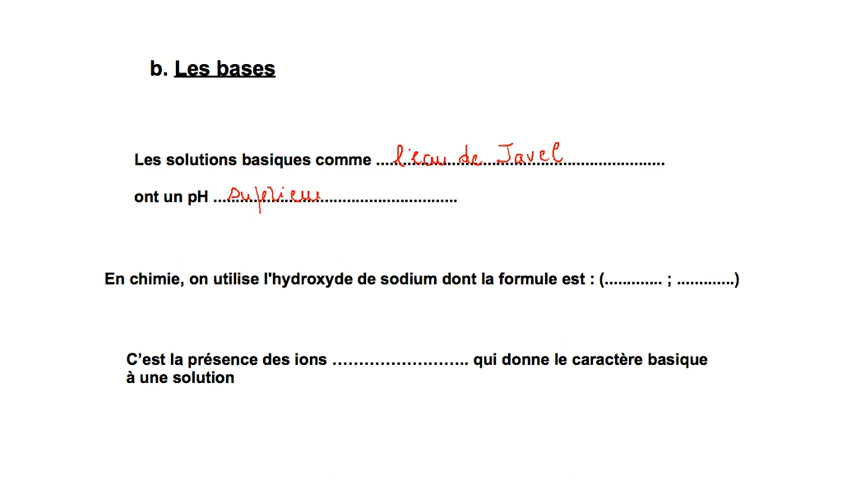 b. Les bases
Les solutions basiques comme ....l'eau de Javel....................
ont un pH ...suprieur...........................
En chimie, on utilise l'hydroxyde de sodium dont la formule est : (............. ; .............)
C'est la présence des ions …………………….. qui donne le caractère basique
à une solution